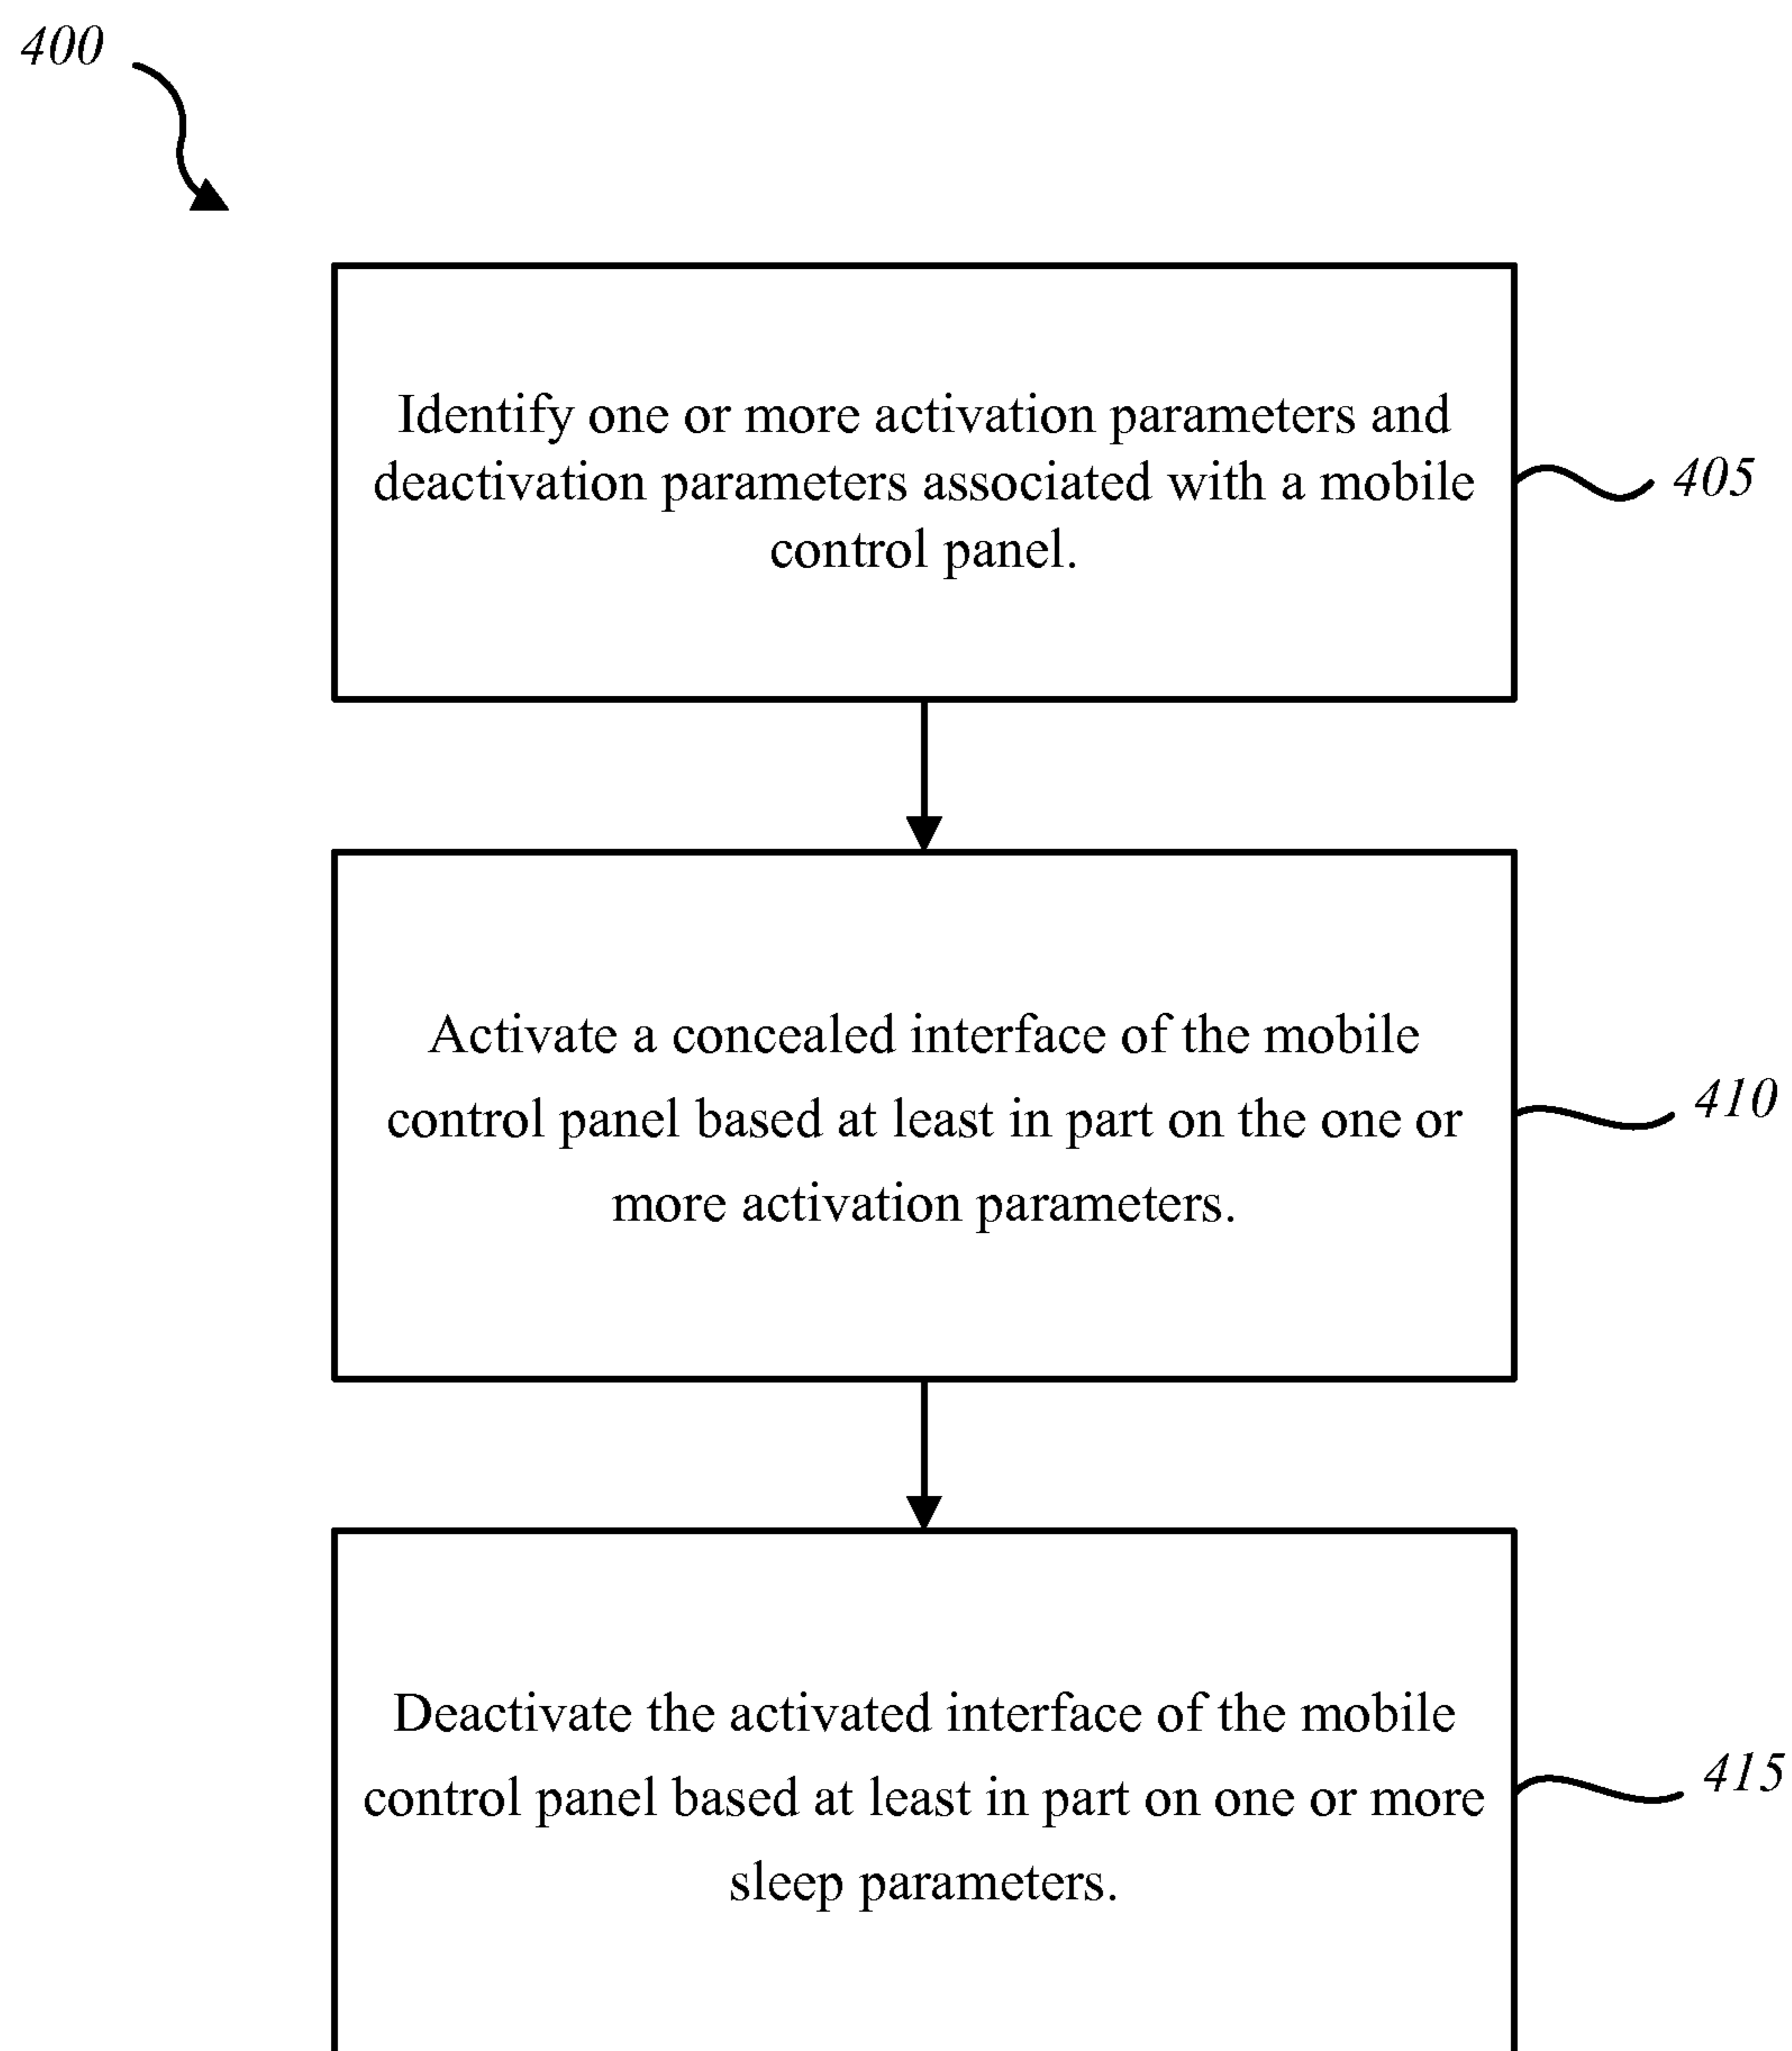 400
Identify one or more activation parameters and
deactivation parameters associated with a mobile
control panel.
405
Activate a concealed interface of the mobile
control panel based at least in part on the one or
more activation parameters.
410
Deactivate the activated interface of the mobile
control panel based at least in part on one or more
sleep parameters.
415